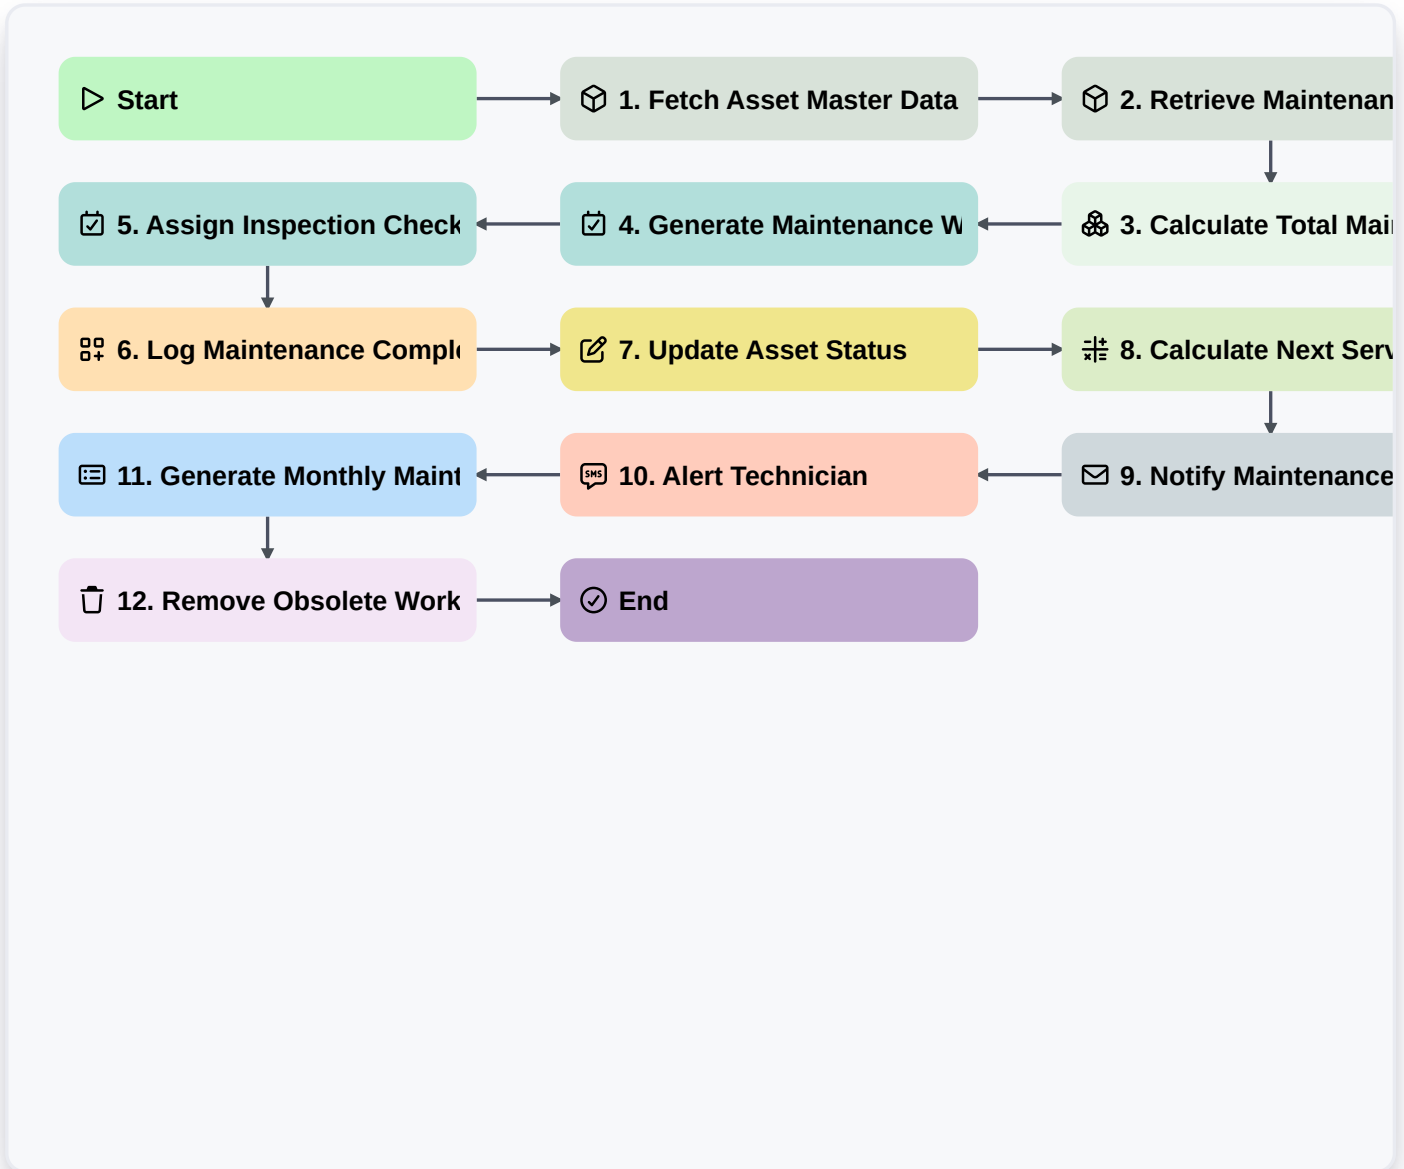 Start
1. Fetch Asset Master Data
2. Retrieve Maintenan
5. Assign Inspection Check
4. Generate Maintenance W
3. Calculate Total Mai
6. Log Maintenance Comple
7. Update Asset Status
8. Calculate Next Serv
11. Generate Monthly Maint
SMS
10. Alert Technician
9. Notify Maintenance
12. Remove Obsolete Work
End